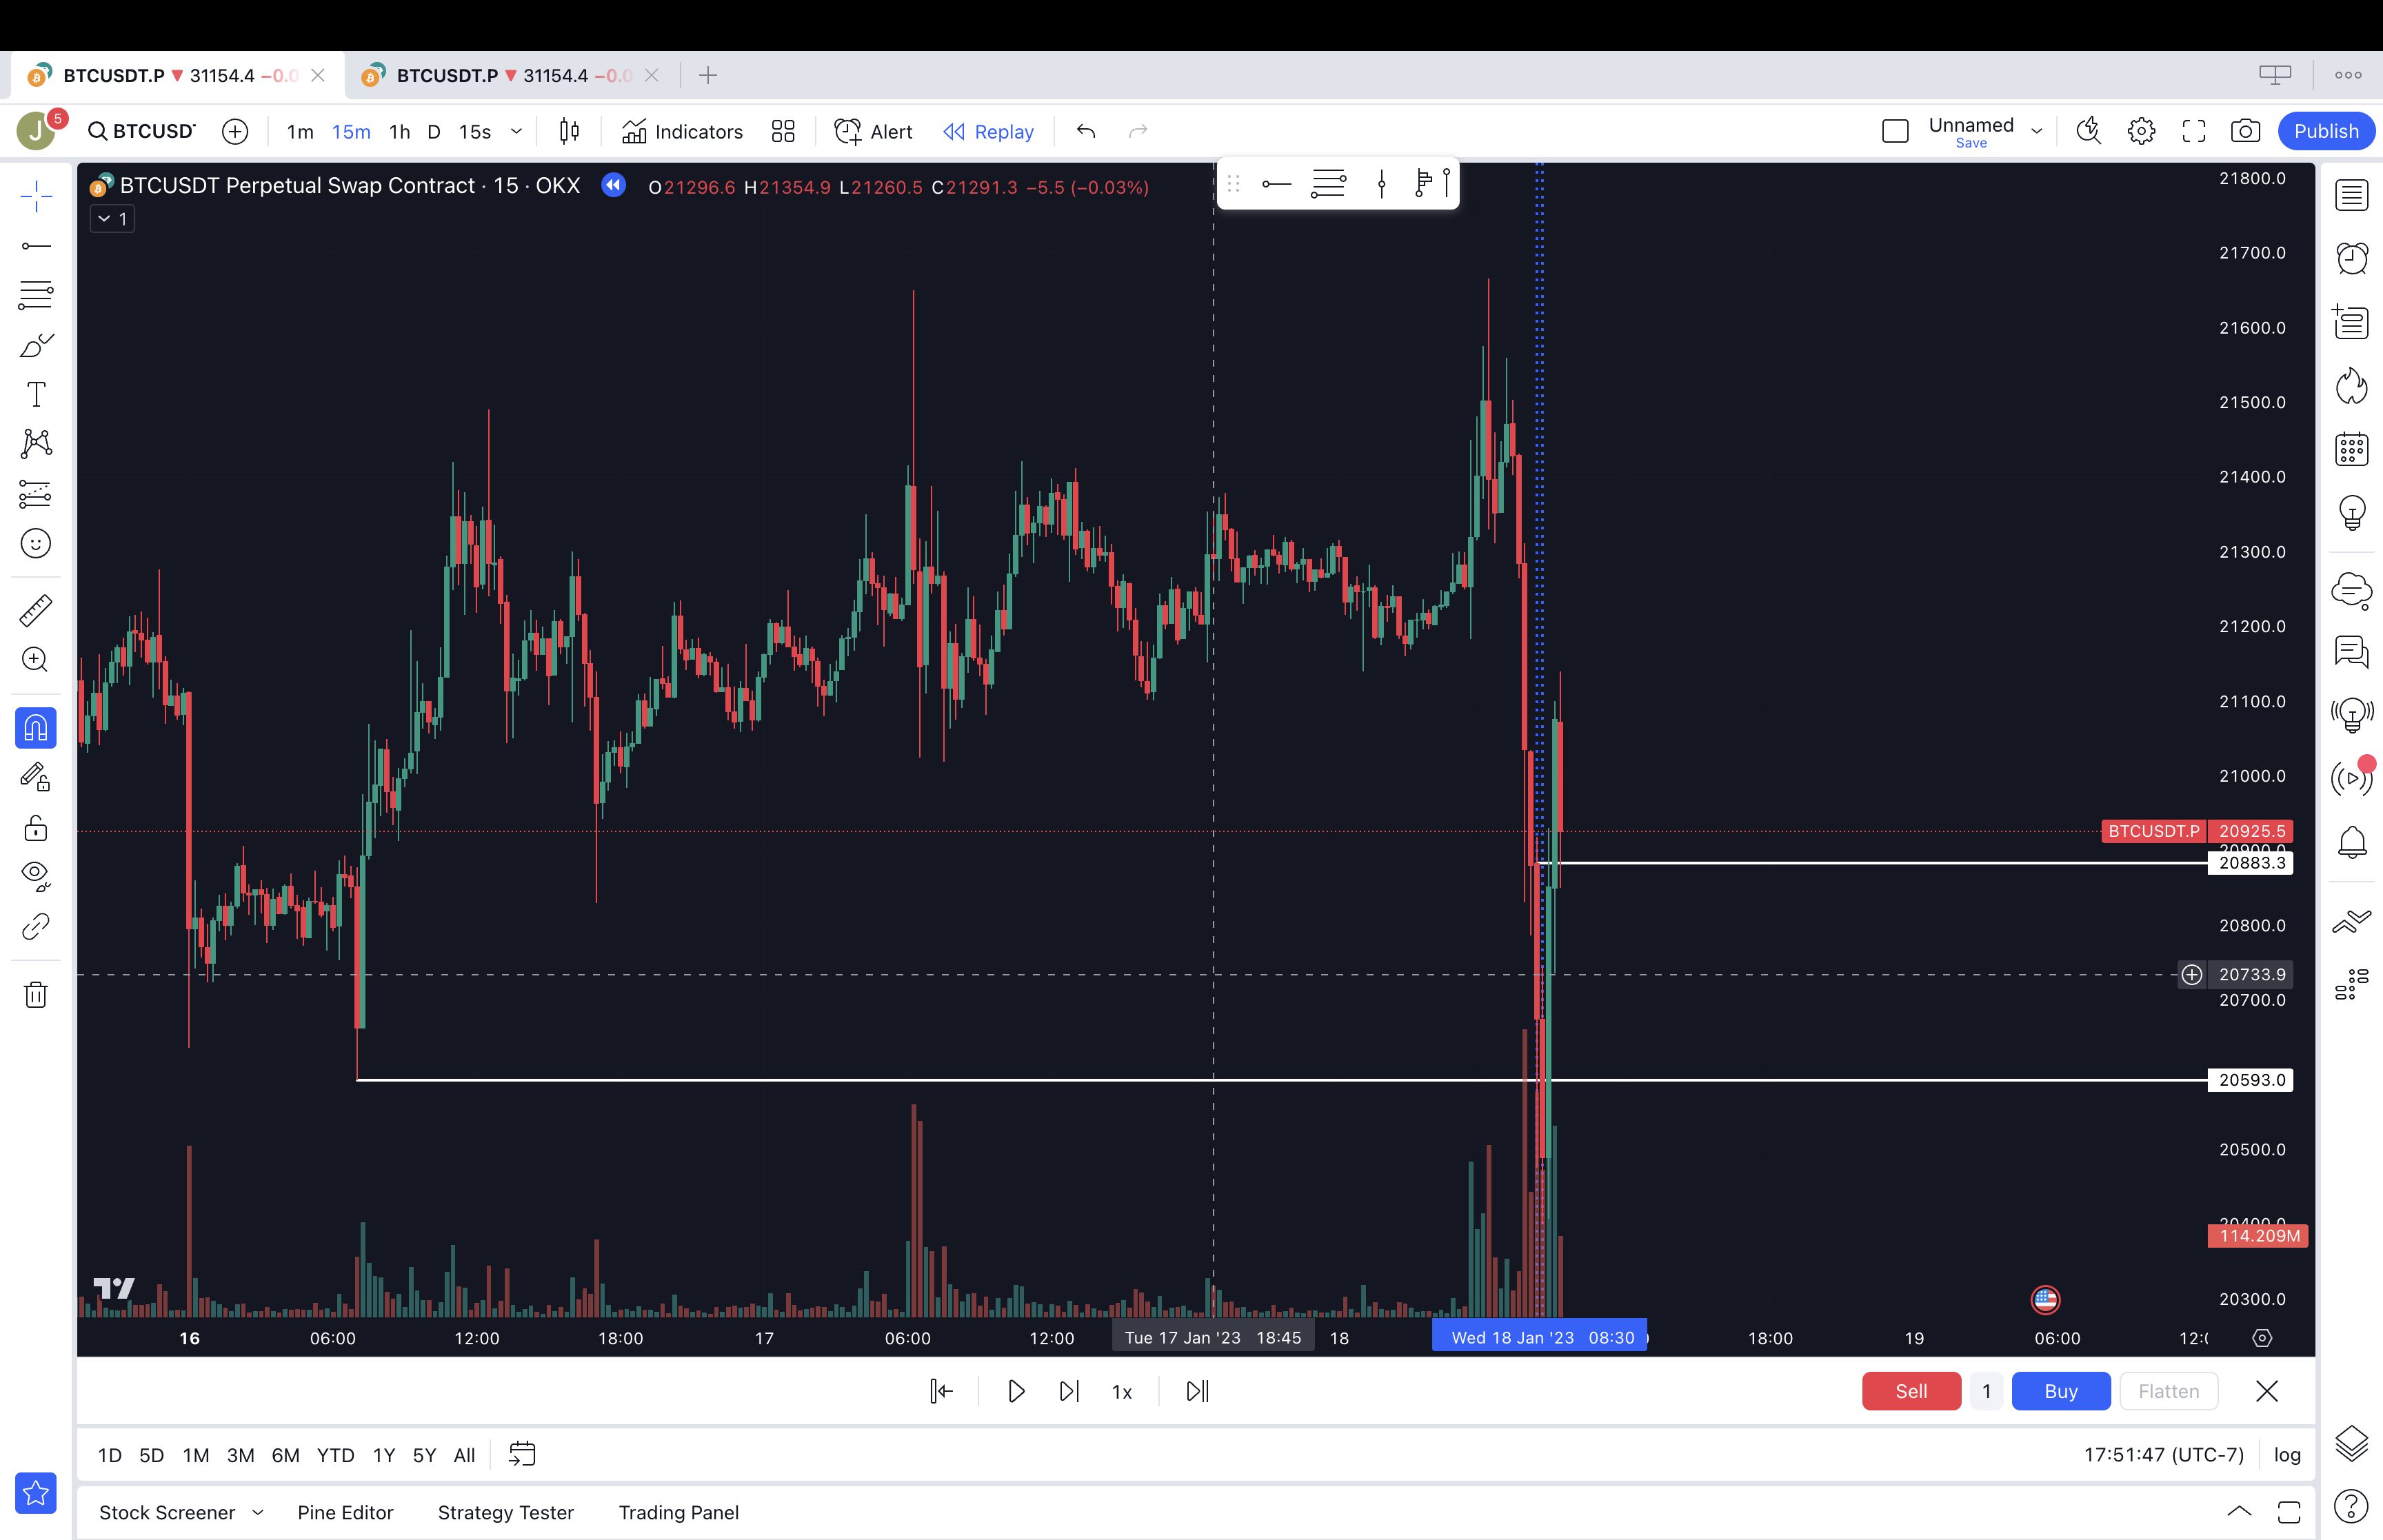 BTCUSDT.P ▼ 31154.4 −0.0
BTCUSDT.P ▼ 31154.4 −0.0
J 5 BTCUSD 1m 15m 1h D 15s Indicators Alert Replay Unnamed Publish
Save
BTCUSDT Perpetual Swap Contract · 15 · OKX O21296.6 H21354.9 L21260.5 C21291.3 −5.5 (−0.03%)
1
21800.0
21700.0
21600.0
21500.0
21400.0
21300.0
21200.0
21100.0
21000.0
BTCUSDT.P 20925.5
20900.0
20883.3
20800.0
20733.9
20700.0
20593.0
20500.0
20400.0
114.209M
20300.0
16 06:00 12:00 18:00 17 06:00 12:00 Tue 17 Jan '23 18:45 18 Wed 18 Jan '23 08:30 18:00 19 06:00
1x Sell 1 Buy Flatten
1D 5D 1M 3M 6M YTD 1Y 5Y All 17:51:47 (UTC-7) log
Stock Screener Pine Editor Strategy Tester Trading Panel